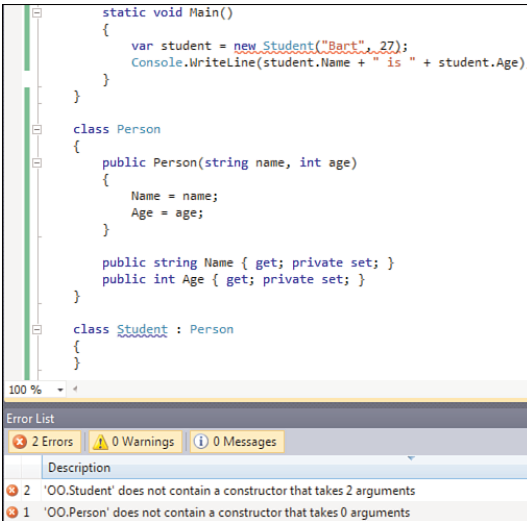 static void Main()
{
var student = new Student("Bart", 27);
Console.WriteLine(student.Name + " is " + student.Age)
}
}
class Person
{
public Person(string name, int age)
{
Name = name;
Age = age;
}
public string Name { get; private set; }
public int Age { get; private set; }
}
class Student : Person
{
}
100 %
Error List
2 Errors
0 Warnings
0 Messages
Description
2 'OO.Student' does not contain a constructor that takes 2 arguments
1 'OO.Person' does not contain a constructor that takes 0 arguments